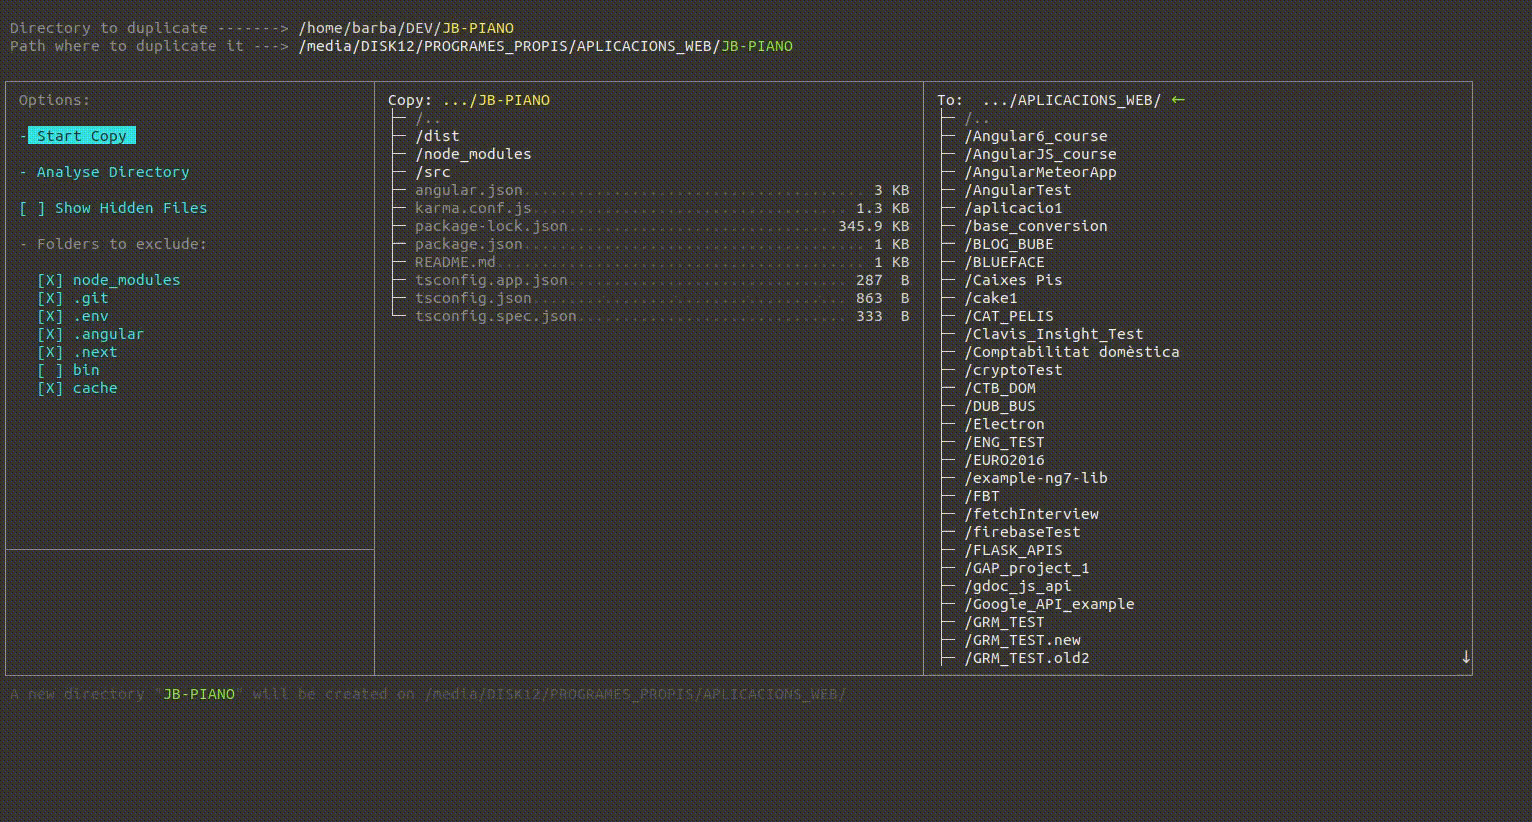 Directory to duplicate -------> /home/barba/DEV/JB-PIANO
Path where to duplicate it ---> /media/DISK12/PROGRAMES_PROPIS/APLICACIONS_WEB/JB-PIANO
Options:
- Start Copy
- Analyse Directory
[ ] Show Hidden Files
- Folders to exclude:
[X] node_modules
[X] .git
[X] .env
[X] .angular
[X] .next
[ ] bin
[X] cache
Copy: .../JB-PIANO
/..
/dist
/node_modules
/src
angular.json...................................... 3 KB
karma.conf.js................................... 1.3 KB
package-lock.json............................. 345.9 KB
package.json...................................... 1 KB
README.md......................................... 1 KB
tsconfig.app.json............................... 287  B
tsconfig.json................................... 863  B
tsconfig.spec.json.............................. 333  B
To:  .../APLICACIONS_WEB/ ←
/..
/Angular6_course
/AngularJS_course
/AngularMeteorApp
/AngularTest
/aplicacio1
/base_conversion
/BLOG_BUBE
/BLUEFACE
/Caixes Pis
/cake1
/CAT_PELIS
/Clavis_Insight_Test
/Comptabilitat domèstica
/cryptoTest
/CTB_DOM
/DUB_BUS
/Electron
/ENG_TEST
/EURO2016
/example-ng7-lib
/FBT
/fetchInterview
/firebaseTest
/FLASK_APIS
/GAP_project_1
/gdoc_js_api
/Google_API_example
/GRM_TEST
/GRM_TEST.new
/GRM_TEST.old2 ↓
A new directory "JB-PIANO" will be created on /media/DISK12/PROGRAMES_PROPIS/APLICACIONS_WEB/